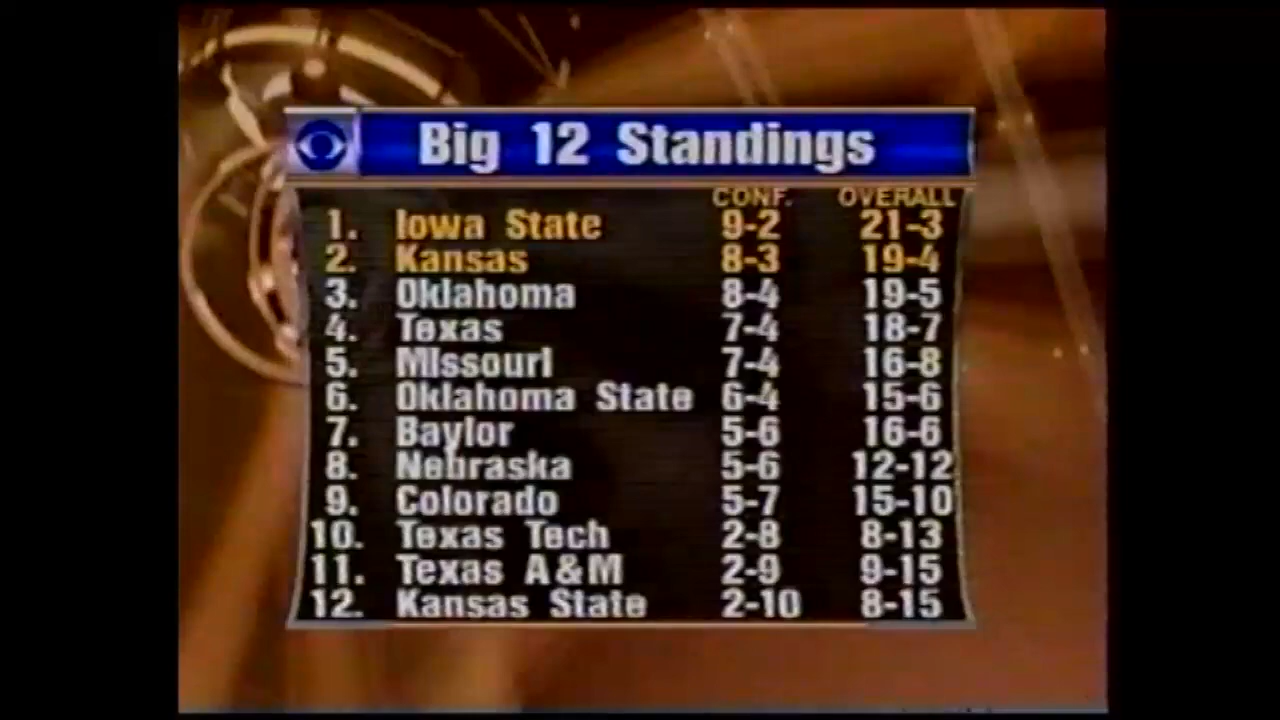 Big 12 Standings
CONF. OVERALL
1. Iowa State 9-2 21-3
2. Kansas 8-3 19-4
3. Oklahoma 8-4 19-5
4. Texas 7-4 18-7
5. Missouri 7-4 16-8
6. Oklahoma State 6-4 15-6
7. Baylor 5-6 16-6
8. Nebraska 5-6 12-12
9. Colorado 5-7 15-10
10. Texas Tech 2-8 8-13
11. Texas A&M 2-9 9-15
12. Kansas State 2-10 8-15